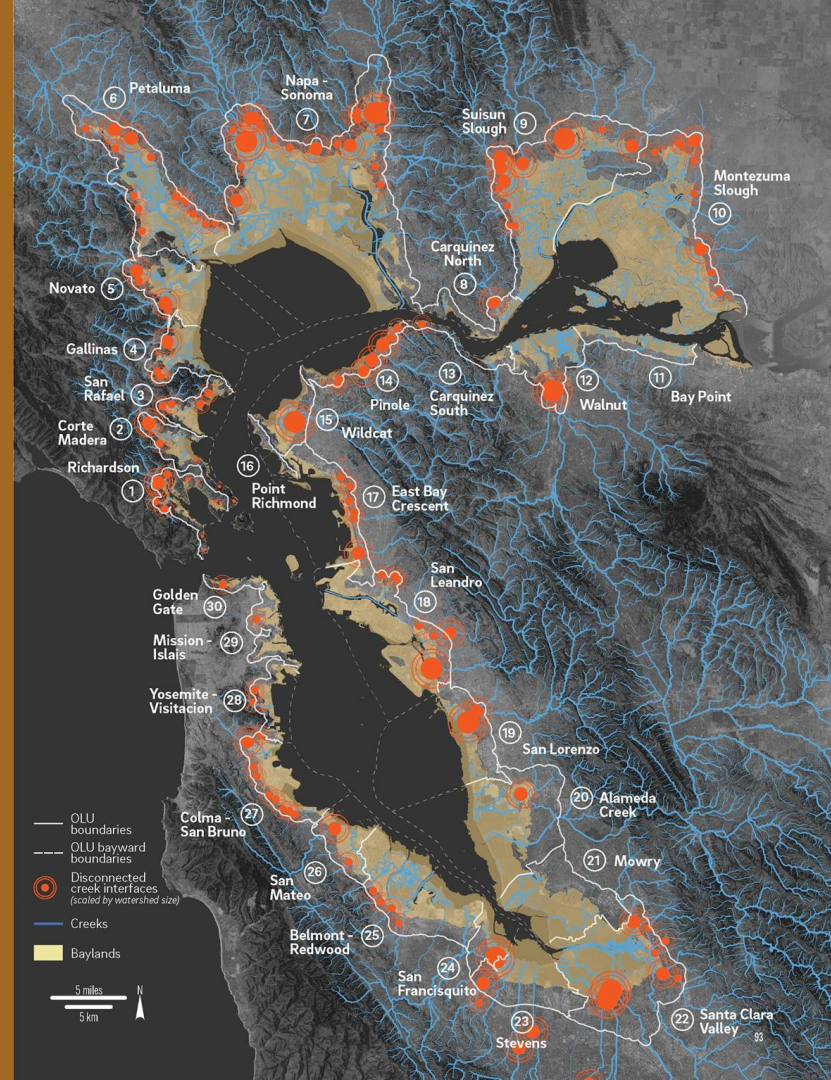 6
Petaluma
Napa -
Sonoma
7
Suisun
Slough
9
Montezuma
Slough
10
Carquinez
North
8
Novato
5
Gallinas
4
San
Rafael
3
Corte
Madera
2
Richardson
1
14
Pinole
13
Carquinez
South
12
Walnut
11
Bay Point
15
Wildcat
16
Point
Richmond
17
East Bay
Crescent
San
Leandro
18
Golden
Gate
30
Mission -
Islais
29
Yosemite -
Visitacion
28
19
San Lorenzo
20
Alameda
Creek
21
Mowry
27
Colma -
San Bruno
26
San
Mateo
Belmont -
Redwood
25
24
San
Francisquito
23
Stevens
22
Santa Clara
Valley
OLU
boundaries
OLU bayward
boundaries
Disconnected
creek interfaces
(scaled by watershed size)
Creeks
Baylands
5 miles
5 km
N
93